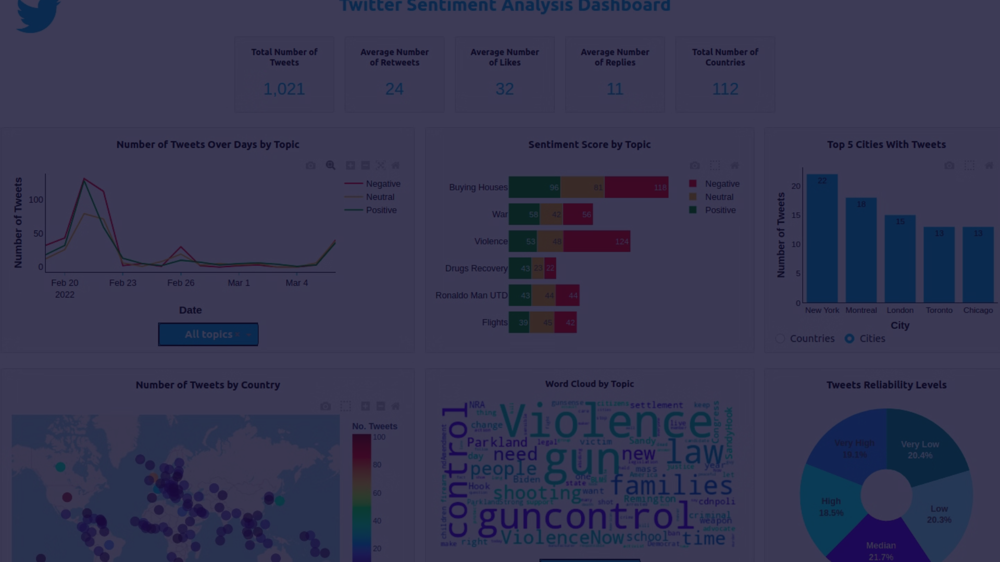 Twitter Sentiment Analysis Dashboard
Total Number of
Tweets
1,021
Average Number
of Retweets
24
Average Number
of Likes
32
Average Number
of Replies
11
Total Number of
Countries
112
Number of Tweets Over Days by Topic
Number of Tweets
100
50
0
Feb 20
2022
Feb 23
Feb 26
Mar 1
Mar 4
Date
Negative
Neutral
Positive
All topics
Sentiment Score by Topic
Buying Houses 96 81 118
War 58 42 56
Violence 53 48 124
Drugs Recovery 43 23 22
Ronaldo Man UTD 43 44 44
Flights 39 45 42
Negative
Neutral
Positive
Top 5 Cities With Tweets
Number of Tweets
20
15
10
5
0
22
18
15
13
13
New York
Montreal
London
Toronto
Chicago
City
Countries
Cities
Number of Tweets by Country
No. Tweets
100
80
60
40
20
Word Cloud by Topic
control
NRA
gunsense
citizens
settlement
keep
Congress
SandyHook
thing
change
Violence
live
Parkland
legal
victim
Sandy
day
need
gun
new
law
people
mass
justice
year
Biden
one
BLM
America
let
state
Hook
shooting
want
families
ParklandStrong
support
shot
Remington
cdnpoli
children
firearm
Amendment
guncontrol
criminal
weapon
advocate
make
right
ViolenceNow
school
ban
Democrat
time
Tweets Reliability Levels
Very High
19.1%
Very Low
20.4%
High
18.5%
Low
20.3%
Median
21.7%